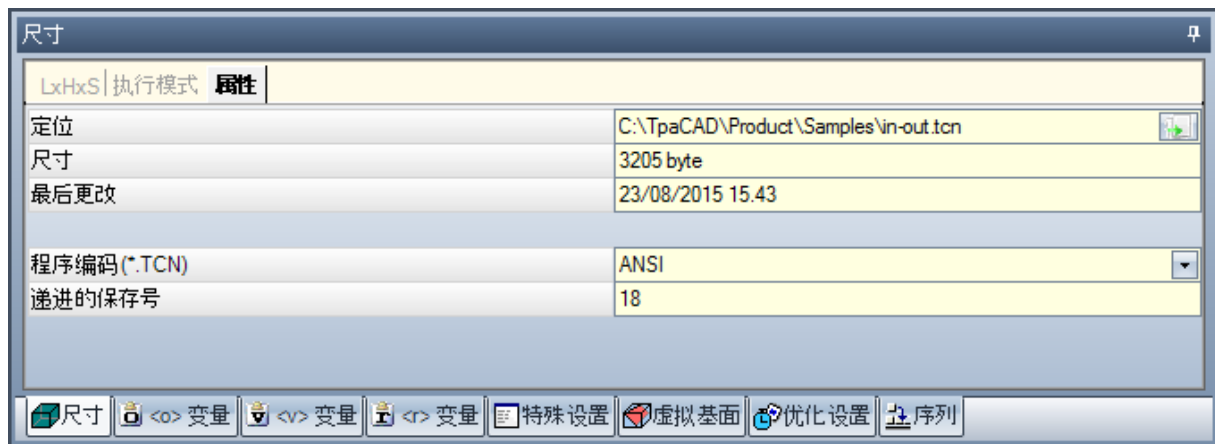 尺寸
LxHxS 执行模式 属性
定位 C:\TpaCAD\Product\Samples\in-out.tcn
尺寸 3205 byte
最后更改 23/08/2015 15.43
程序编码(*.TCN) ANSI
递进的保存号 18
尺寸 <o> 变量 <v> 变量 <r> 变量 特殊设置 虚拟基面 优化设置 序列